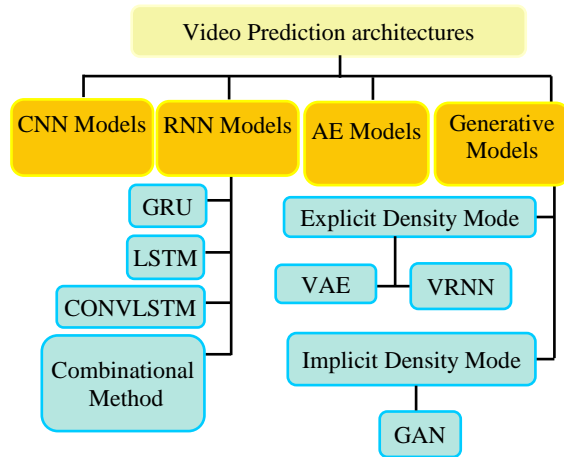 Video Prediction architectures
CNN Models
RNN Models
AE Models
Generative
Models
GRU
LSTM
CONVLSTM
Combinational
Method
Explicit Density Mode
VAE
VRNN
Implicit Density Mode
GAN